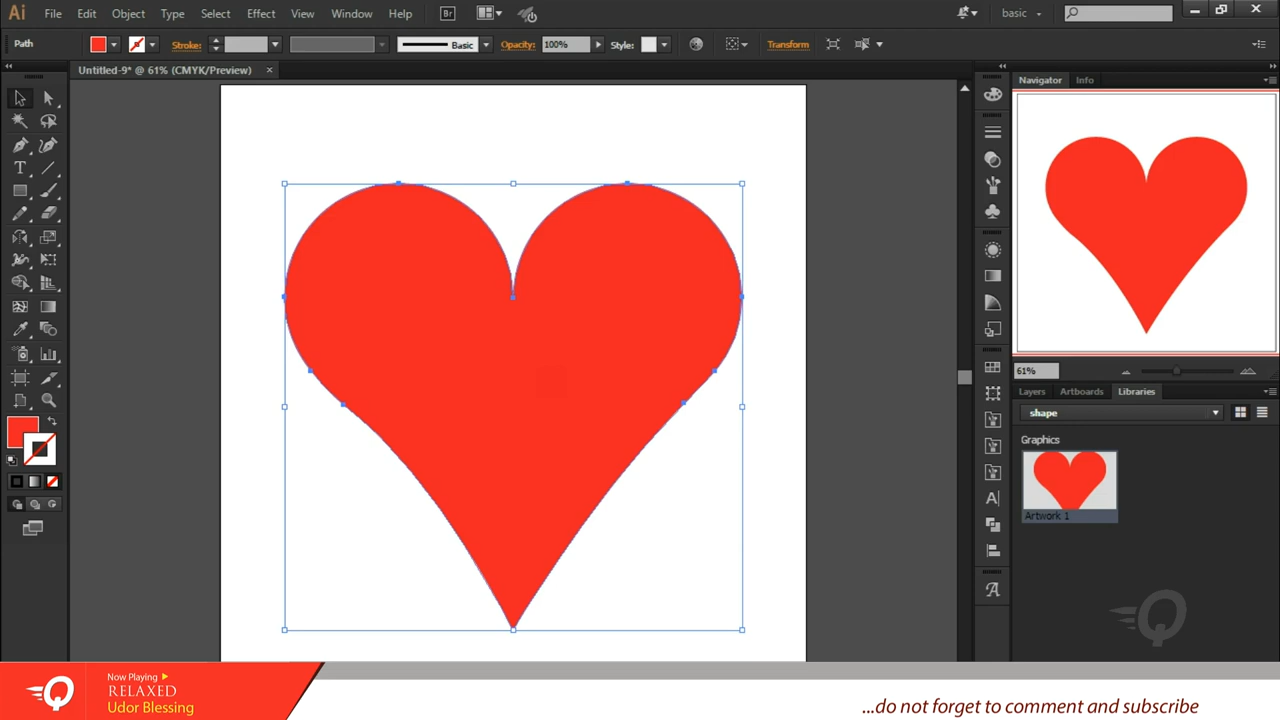 Ai File Edit Object Type Select Effect View Window Help Br basic
Path Stroke: Basic Opacity: 100% Style: Transform
Untitled-9* @ 61% (CMYK/Preview)
Navigator Info
61%
Layers Artboards Libraries
shape
Graphics
Artwork 1
Now Playing
RELAXED
Udor Blessing
...do not forget to comment and subscribe